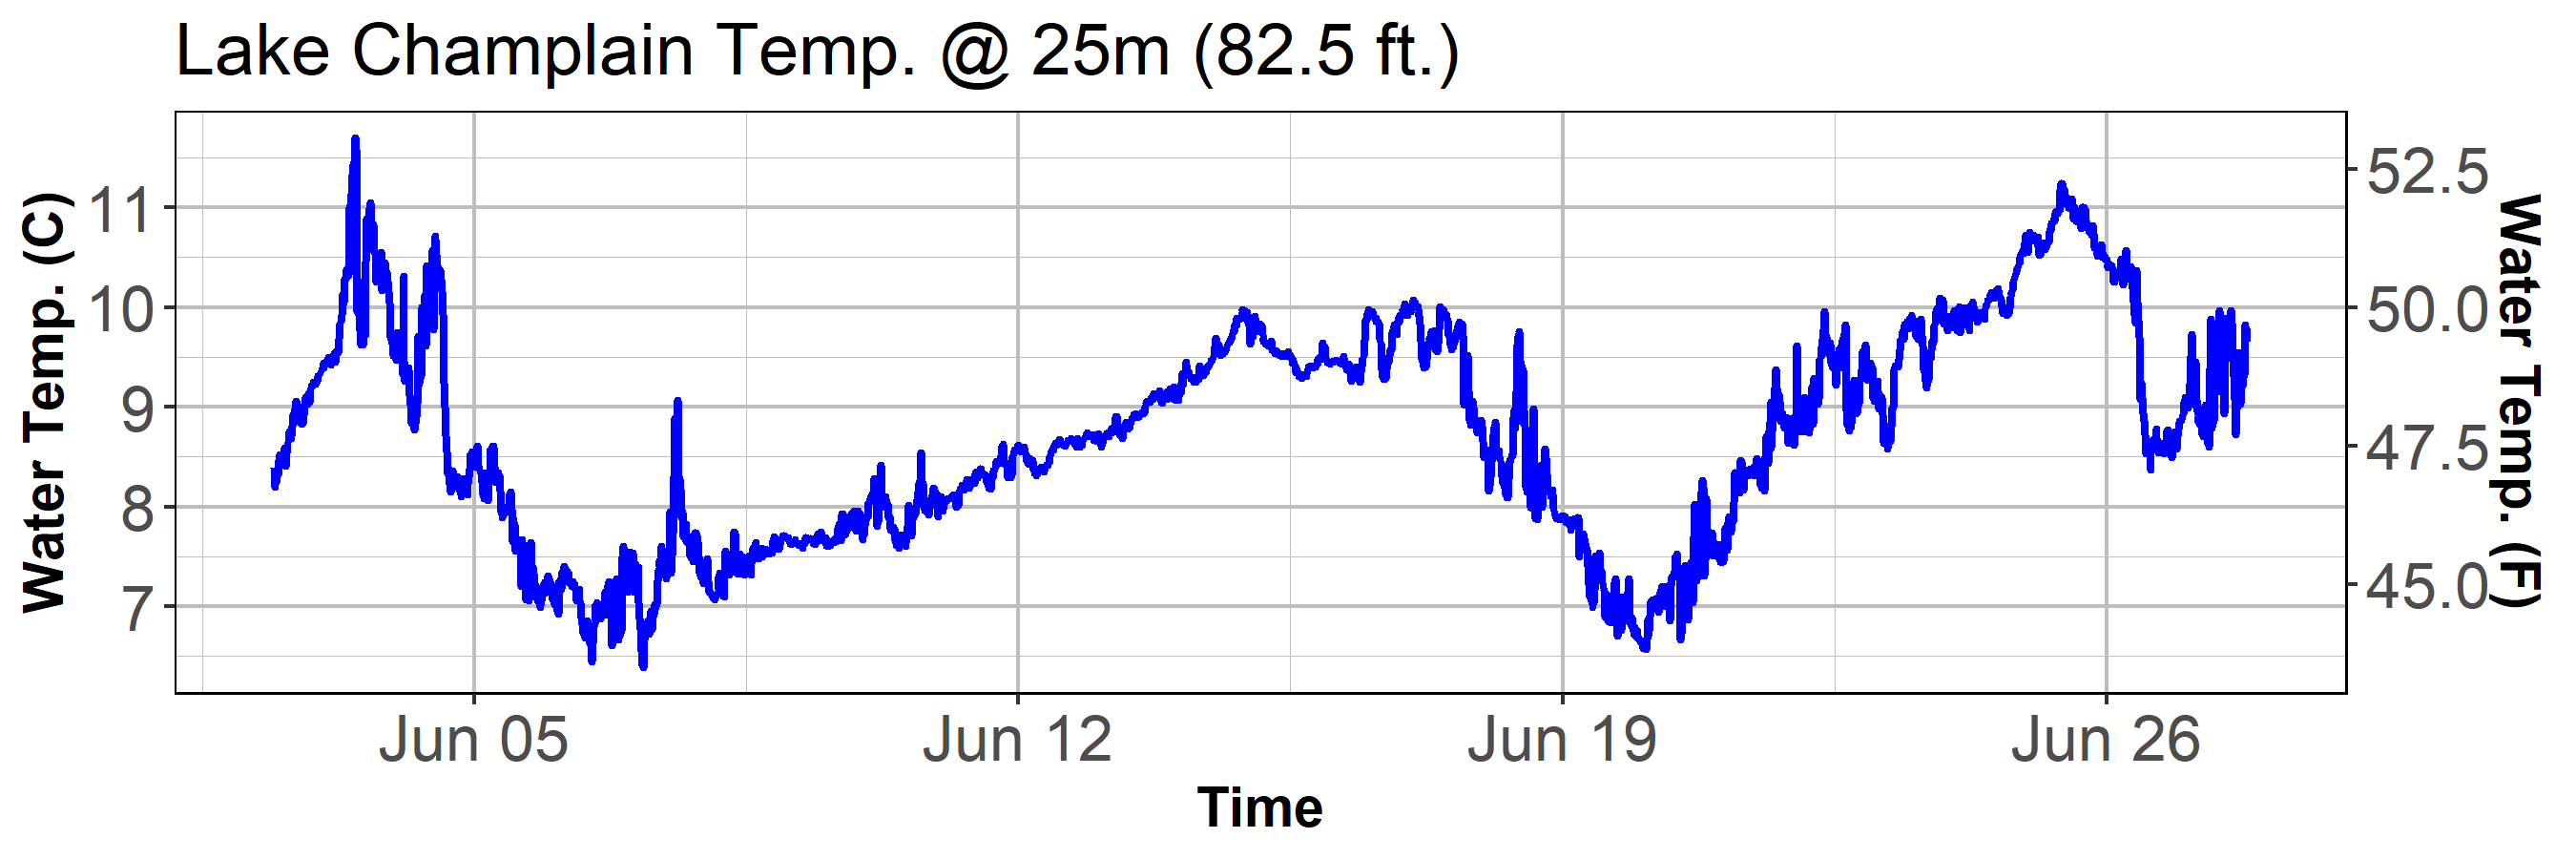 Lake Champlain Temp. @ 25m (82.5 ft.)
Water Temp. (C)
11
10
9
8
7
52.5
50.0
47.5
45.0
Water Temp. (F)
Jun 05
Jun 12
Jun 19
Jun 26
Time